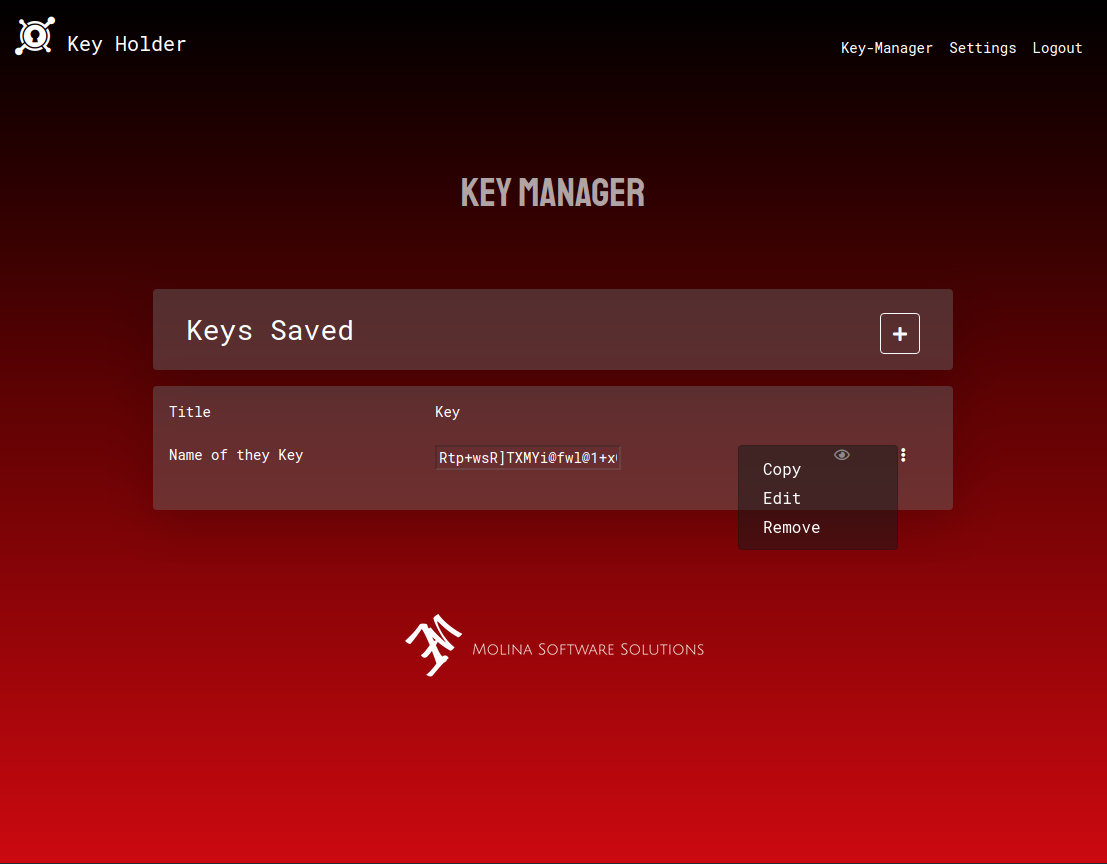 Key Holder
Key-Manager Settings Logout
KEY MANAGER
Keys Saved
Title Key
Name of they Key Rtp+wsR]TXMYi@fwl@1+x
Copy
Edit
Remove
Molina Software Solutions